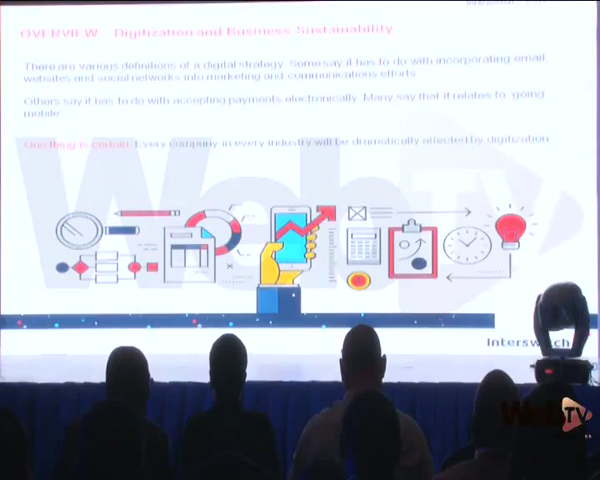 OVERVIEW Digitization and Business Sustainability
There are various definitions of a digital strategy. Some say it has to do with incorporating email,
websites and social networks into marketing and communications efforts.
Others say it has to do with accepting payments electronically. Many say that it relates to 'going
mobile'.
One thing is certain. Every company in every industry will be dramatically affected by digitization
WebTV
Intersw ch
WebTV